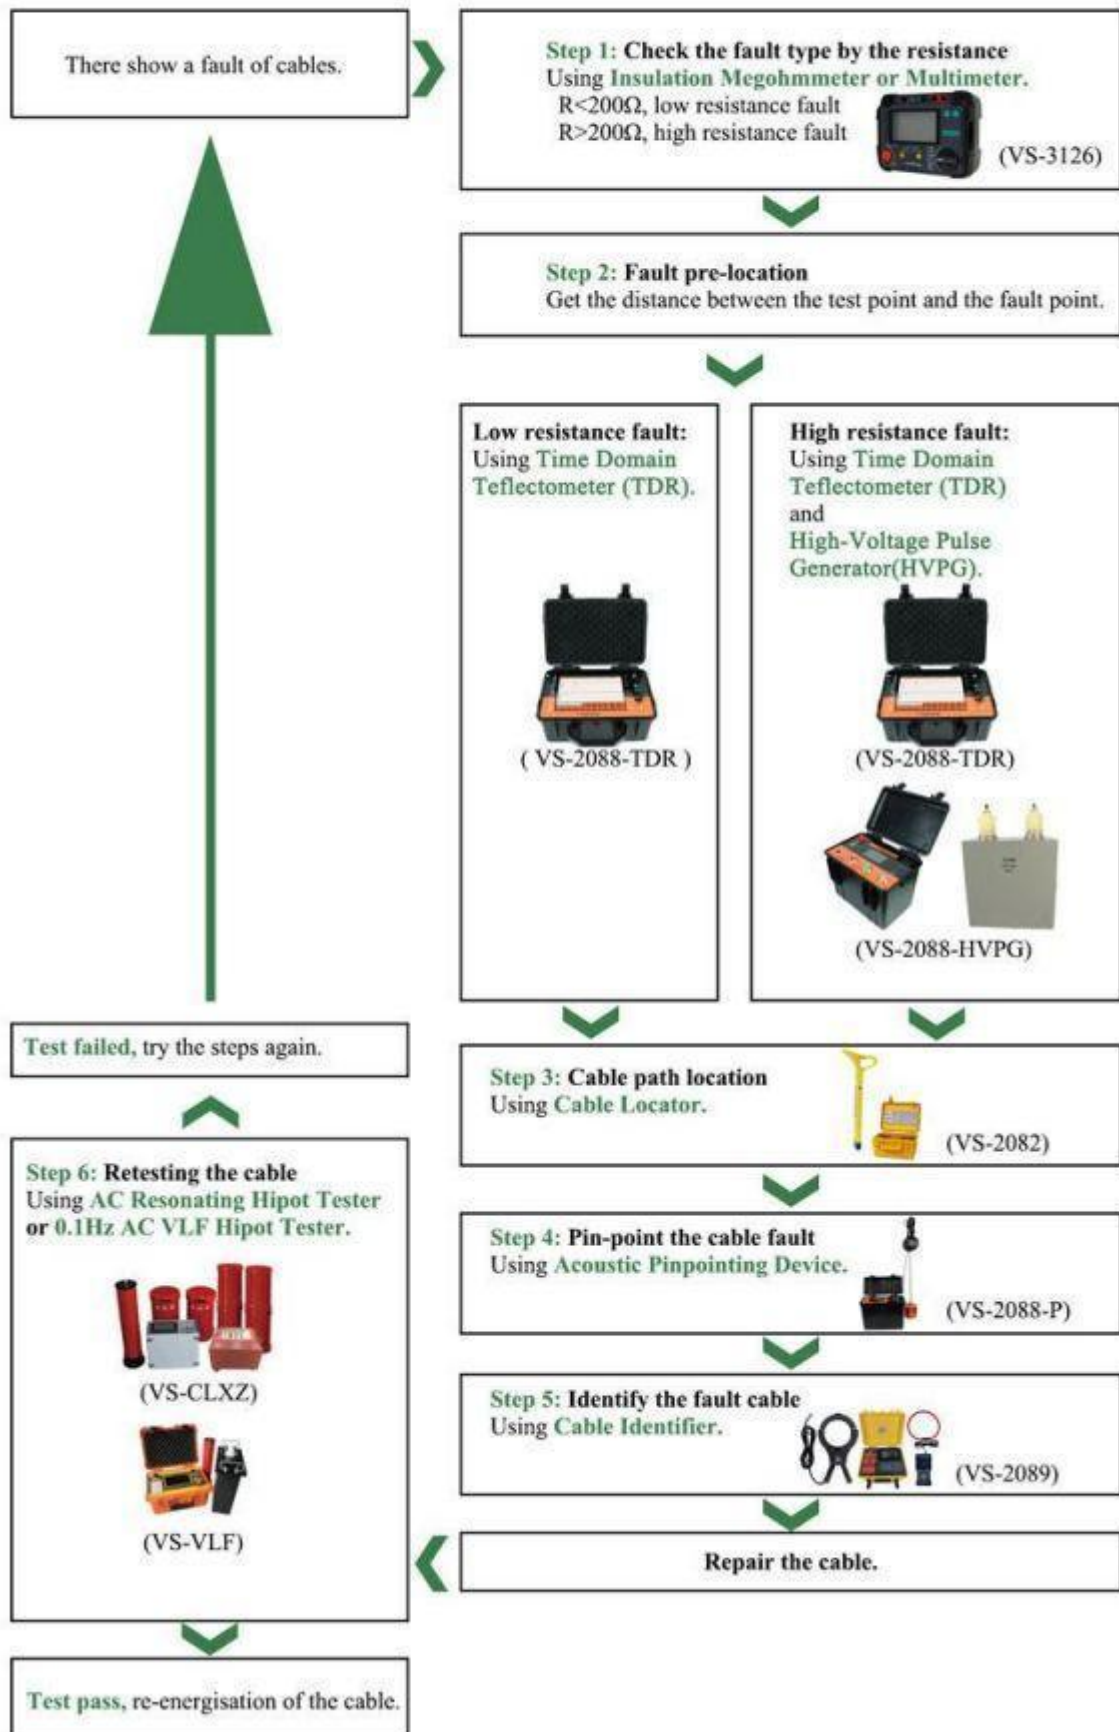 There show a fault of cables.
Step 1: Check the fault type by the resistance
Using Insulation Megohmmeter or Multimeter.
R<200Ω, low resistance fault
R>200Ω, high resistance fault
(VS-3126)
Step 2: Fault pre-location
Get the distance between the test point and the fault point.
Low resistance fault:
Using Time Domain
Teflectometer (TDR).
( VS-2088-TDR )
High resistance fault:
Using Time Domain
Teflectometer (TDR)
and
High-Voltage Pulse
Generator(HVPG).
(VS-2088-TDR)
(VS-2088-HVPG)
Step 3: Cable path location
Using Cable Locator.
(VS-2082)
Step 4: Pin-point the cable fault
Using Acoustic Pinpointing Device.
(VS-2088-P)
Step 5: Identify the fault cable
Using Cable Identifier.
(VS-2089)
Repair the cable.
Step 6: Retesting the cable
Using AC Resonating Hipot Tester
or 0.1Hz AC VLF Hipot Tester.
(VS-CLXZ)
(VS-VLF)
Test failed, try the steps again.
Test pass, re-energisation of the cable.